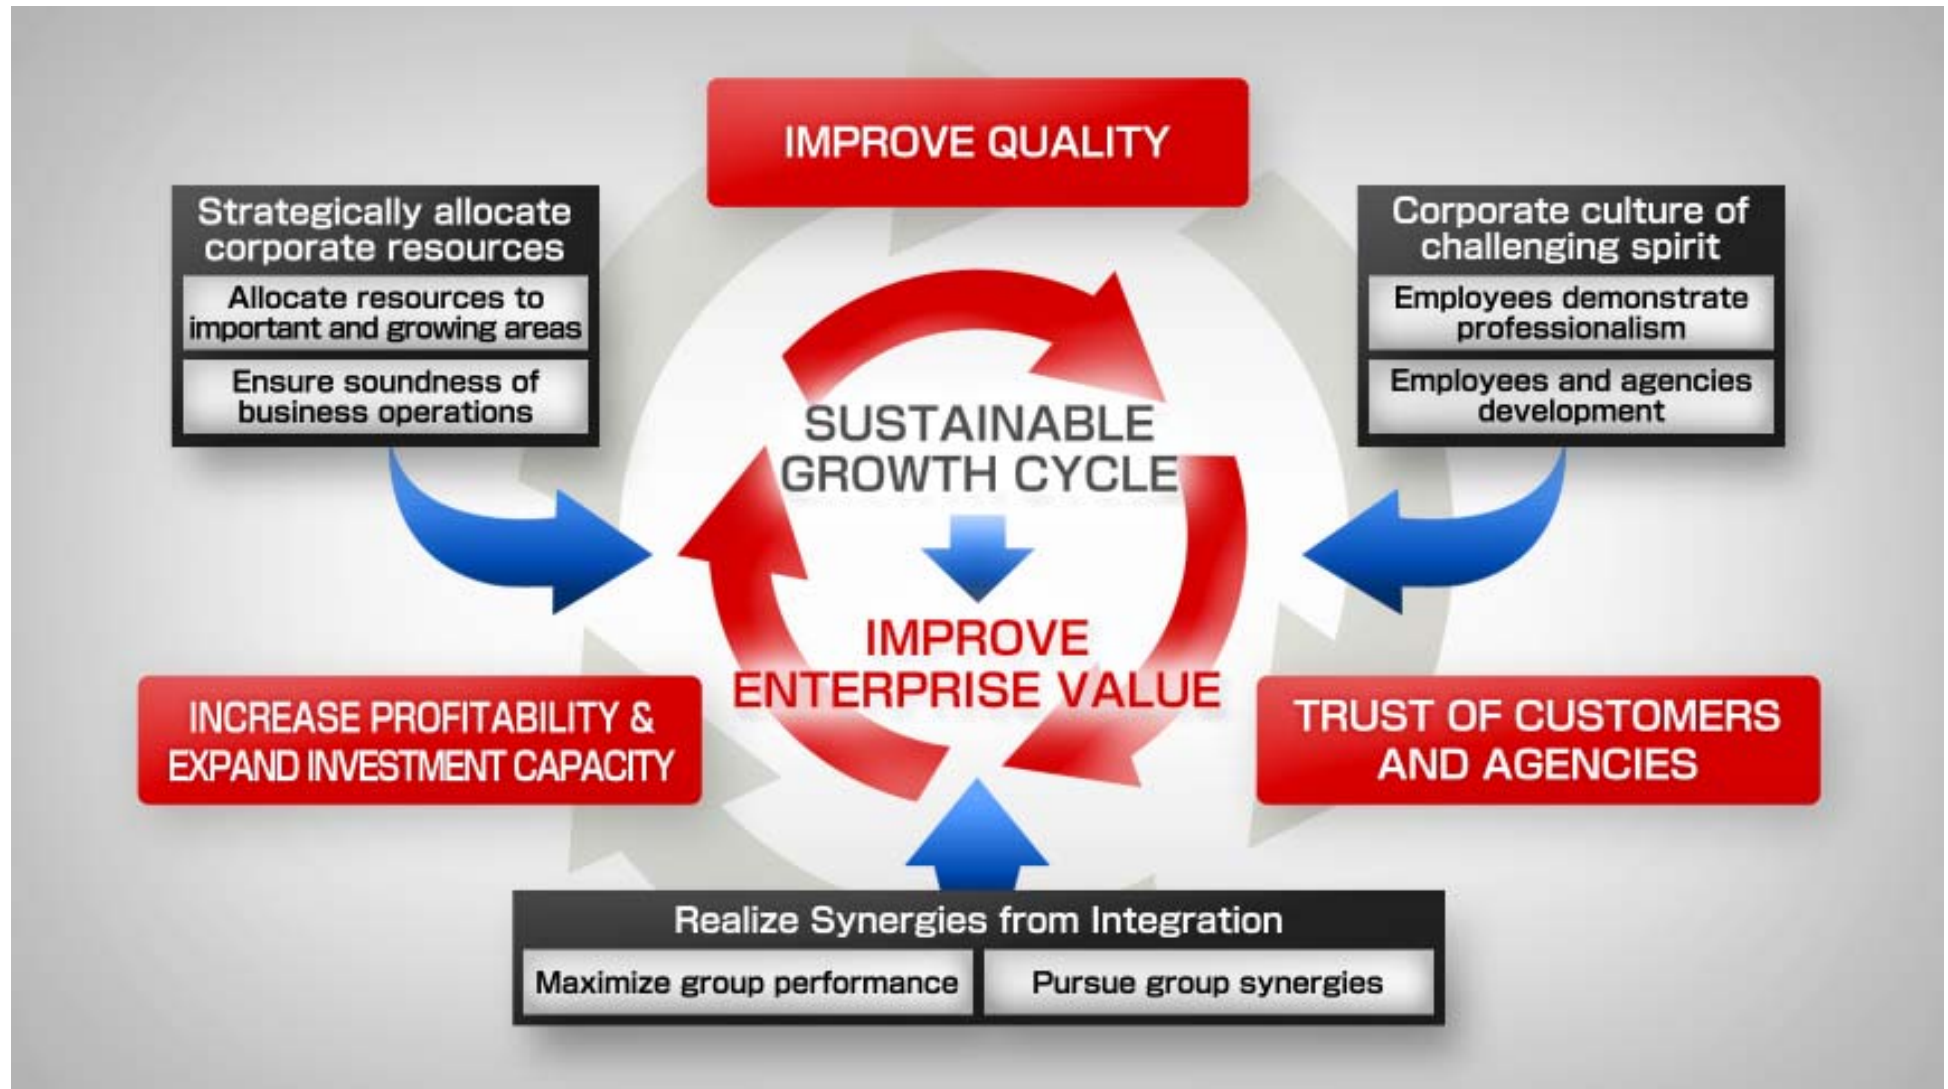 IMPROVE QUALITY
Strategically allocate
corporate resources
Allocate resources to
important and growing areas
Ensure soundness of
business operations
Corporate culture of
challenging spirit
Employees demonstrate
professionalism
Employees and agencies
development
SUSTAINABLE
GROWTH CYCLE
IMPROVE
ENTERPRISE VALUE
INCREASE PROFITABILITY &
EXPAND INVESTMENT CAPACITY
TRUST OF CUSTOMERS
AND AGENCIES
Realize Synergies from Integration
Maximize group performance
Pursue group synergies